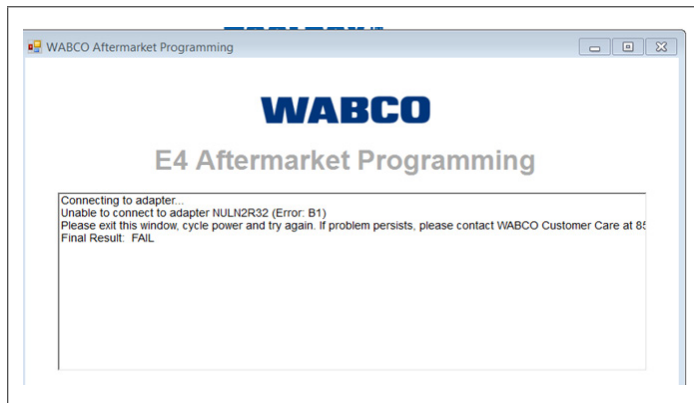 WABCO Aftermarket Programming
WABCO
E4 Aftermarket Programming
Connecting to adapter...
Unable to connect to adapter NULN2R32 (Error: B1)
Please exit this window, cycle power and try again. If problem persists, please contact WABCO Customer Care at 85
Final Result: FAIL